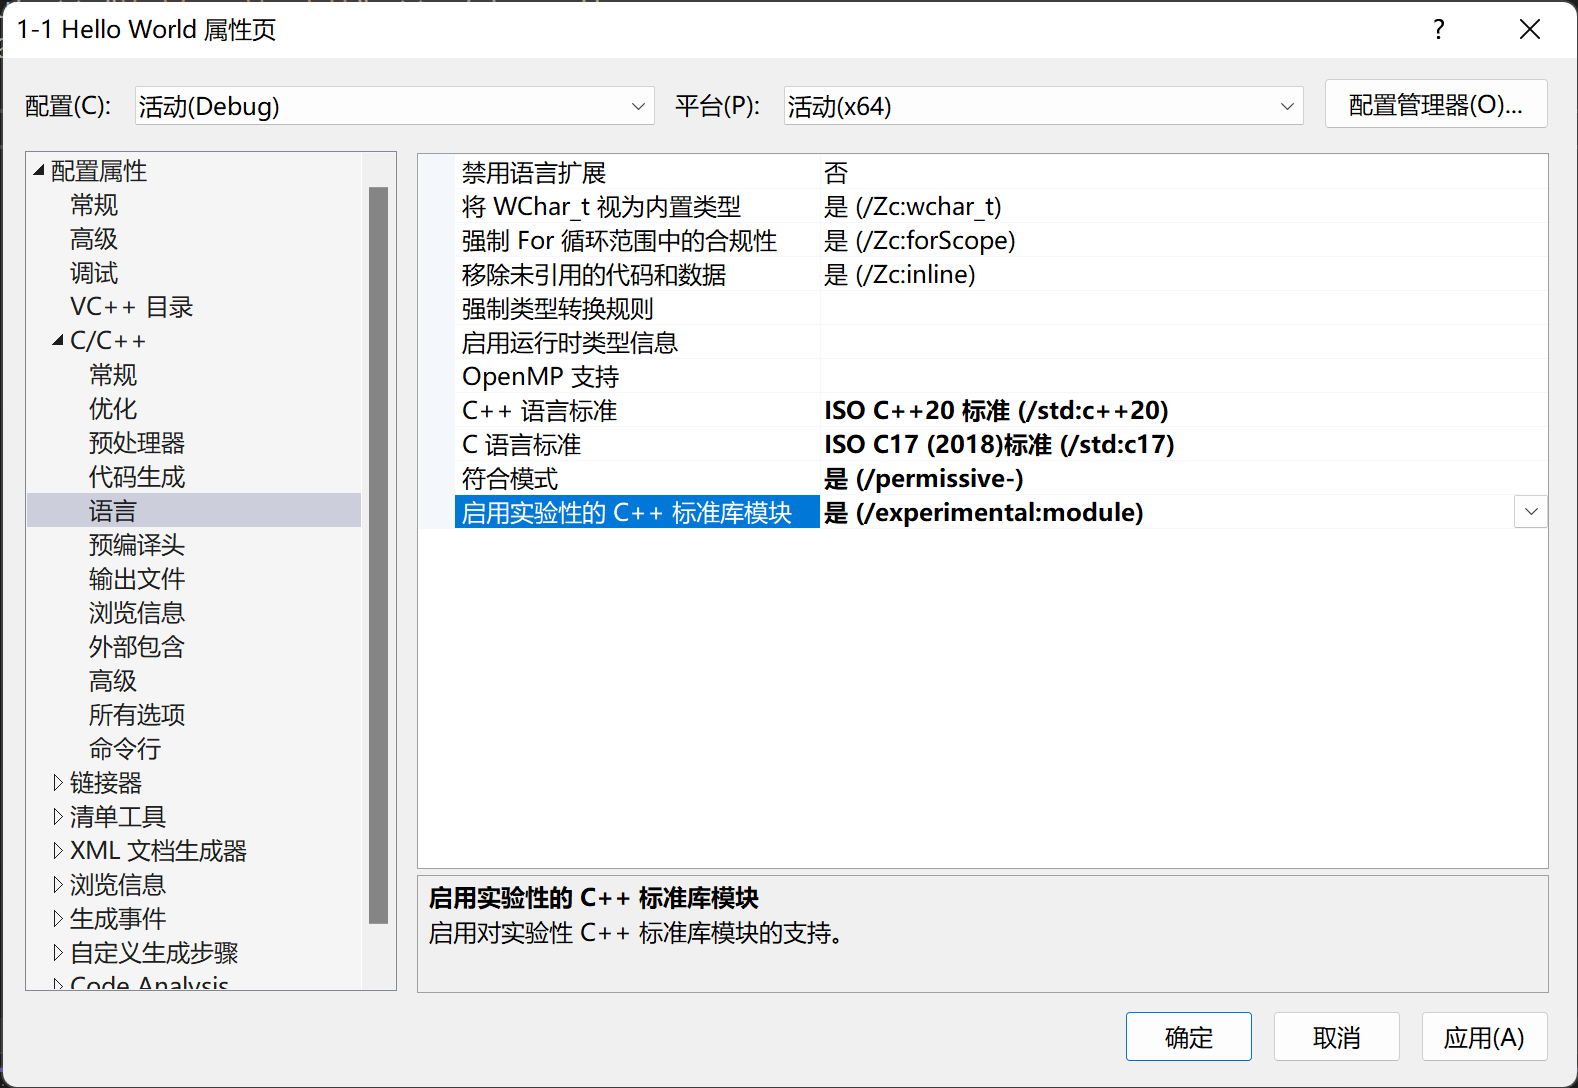 1-1 Hello World 属性页
?
配置(C): 活动(Debug) 平台(P): 活动(x64) 配置管理器(O)...
配置属性
常规
高级
调试
VC++ 目录
C/C++
常规
优化
预处理器
代码生成
语言
预编译头
输出文件
浏览信息
外部包含
高级
所有选项
命令行
链接器
清单工具
XML 文档生成器
浏览信息
生成事件
自定义生成步骤
Code Analysis
禁用语言扩展 否
将 WChar_t 视为内置类型 是 (/Zc:wchar_t)
强制 For 循环范围中的合规性 是 (/Zc:forScope)
移除未引用的代码和数据 是 (/Zc:inline)
强制类型转换规则
启用运行时类型信息
OpenMP 支持
C++ 语言标准 ISO C++20 标准 (/std:c++20)
C 语言标准 ISO C17 (2018)标准 (/std:c17)
符合模式 是 (/permissive-)
启用实验性的 C++ 标准库模块 是 (/experimental:module)
启用实验性的 C++ 标准库模块
启用对实验性 C++ 标准库模块的支持。
确定 取消 应用(A)